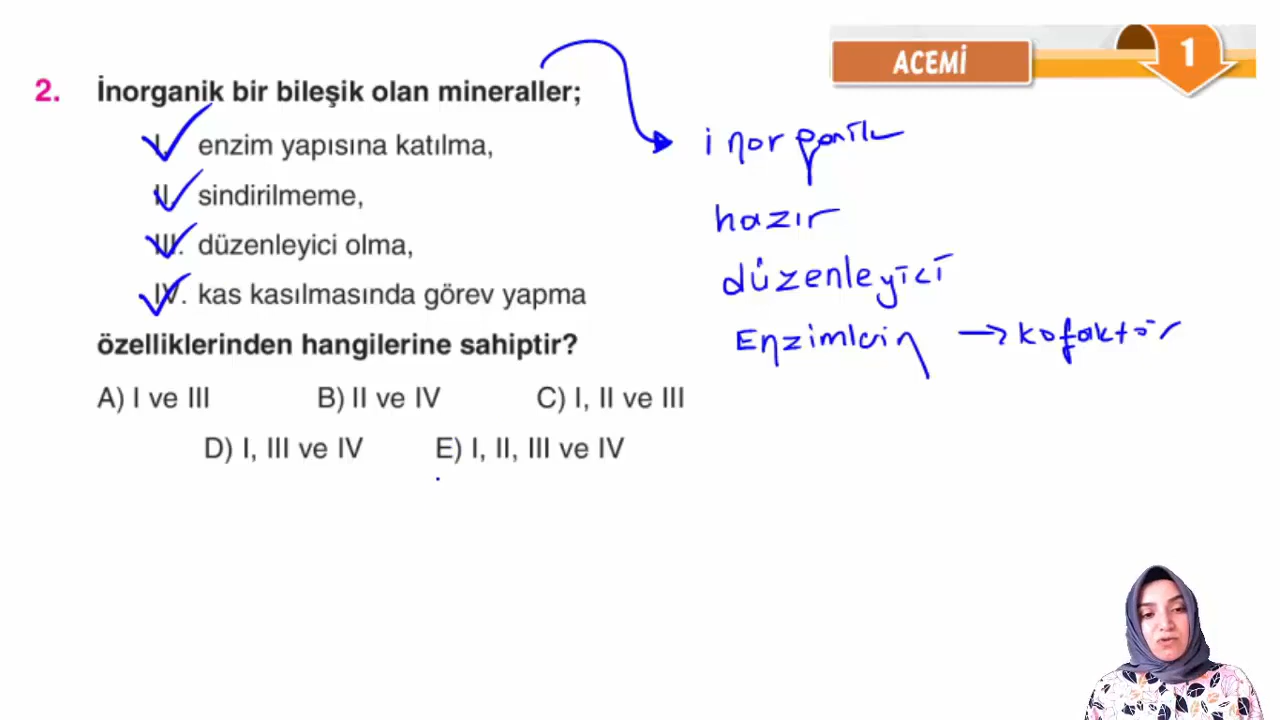 ACEMİ
1
2. İnorganik bir bileşik olan mineraller;
I. enzim yapısına katılma,
II. sindirilmeme,
III. düzenleyici olma,
IV. kas kasılmasında görev yapma
özelliklerinden hangilerine sahiptir?
A) I ve III B) II ve IV C) I, II ve III
D) I, III ve IV E) I, II, III ve IV
inorganik
hazır
düzenleyici
Enzimlerin → kofaktör